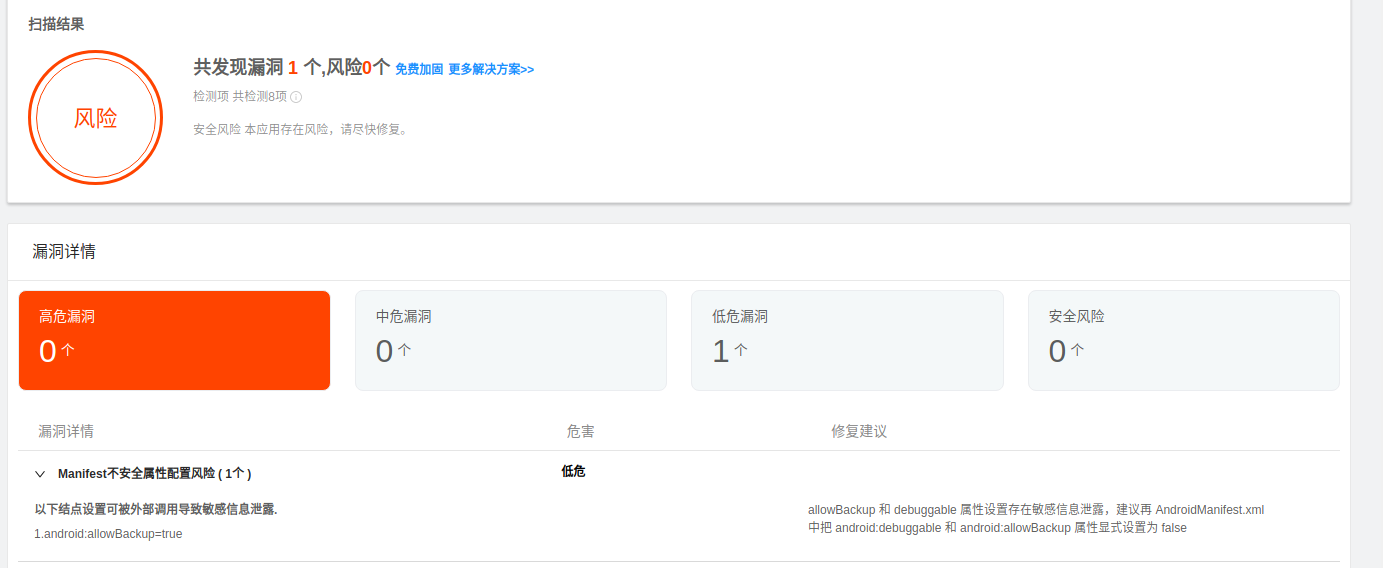 扫描结果
风险
共发现漏洞 1 个,风险0个 免费加固 更多解决方案>>
检测项 共检测8项
安全风险 本应用存在风险，请尽快修复。
漏洞详情
高危漏洞 中危漏洞 低危漏洞 安全风险
0 个 0 个 1 个 0 个
漏洞详情 危害 修复建议
Manifest不安全属性配置风险 ( 1个 ) 低危
以下结点设置可被外部调用导致敏感信息泄露.
1.android:allowBackup=true
allowBackup 和 debuggable 属性设置存在敏感信息泄露，建议再 AndroidManifest.xml
中把 android:debuggable 和 android:allowBackup 属性显式设置为 false